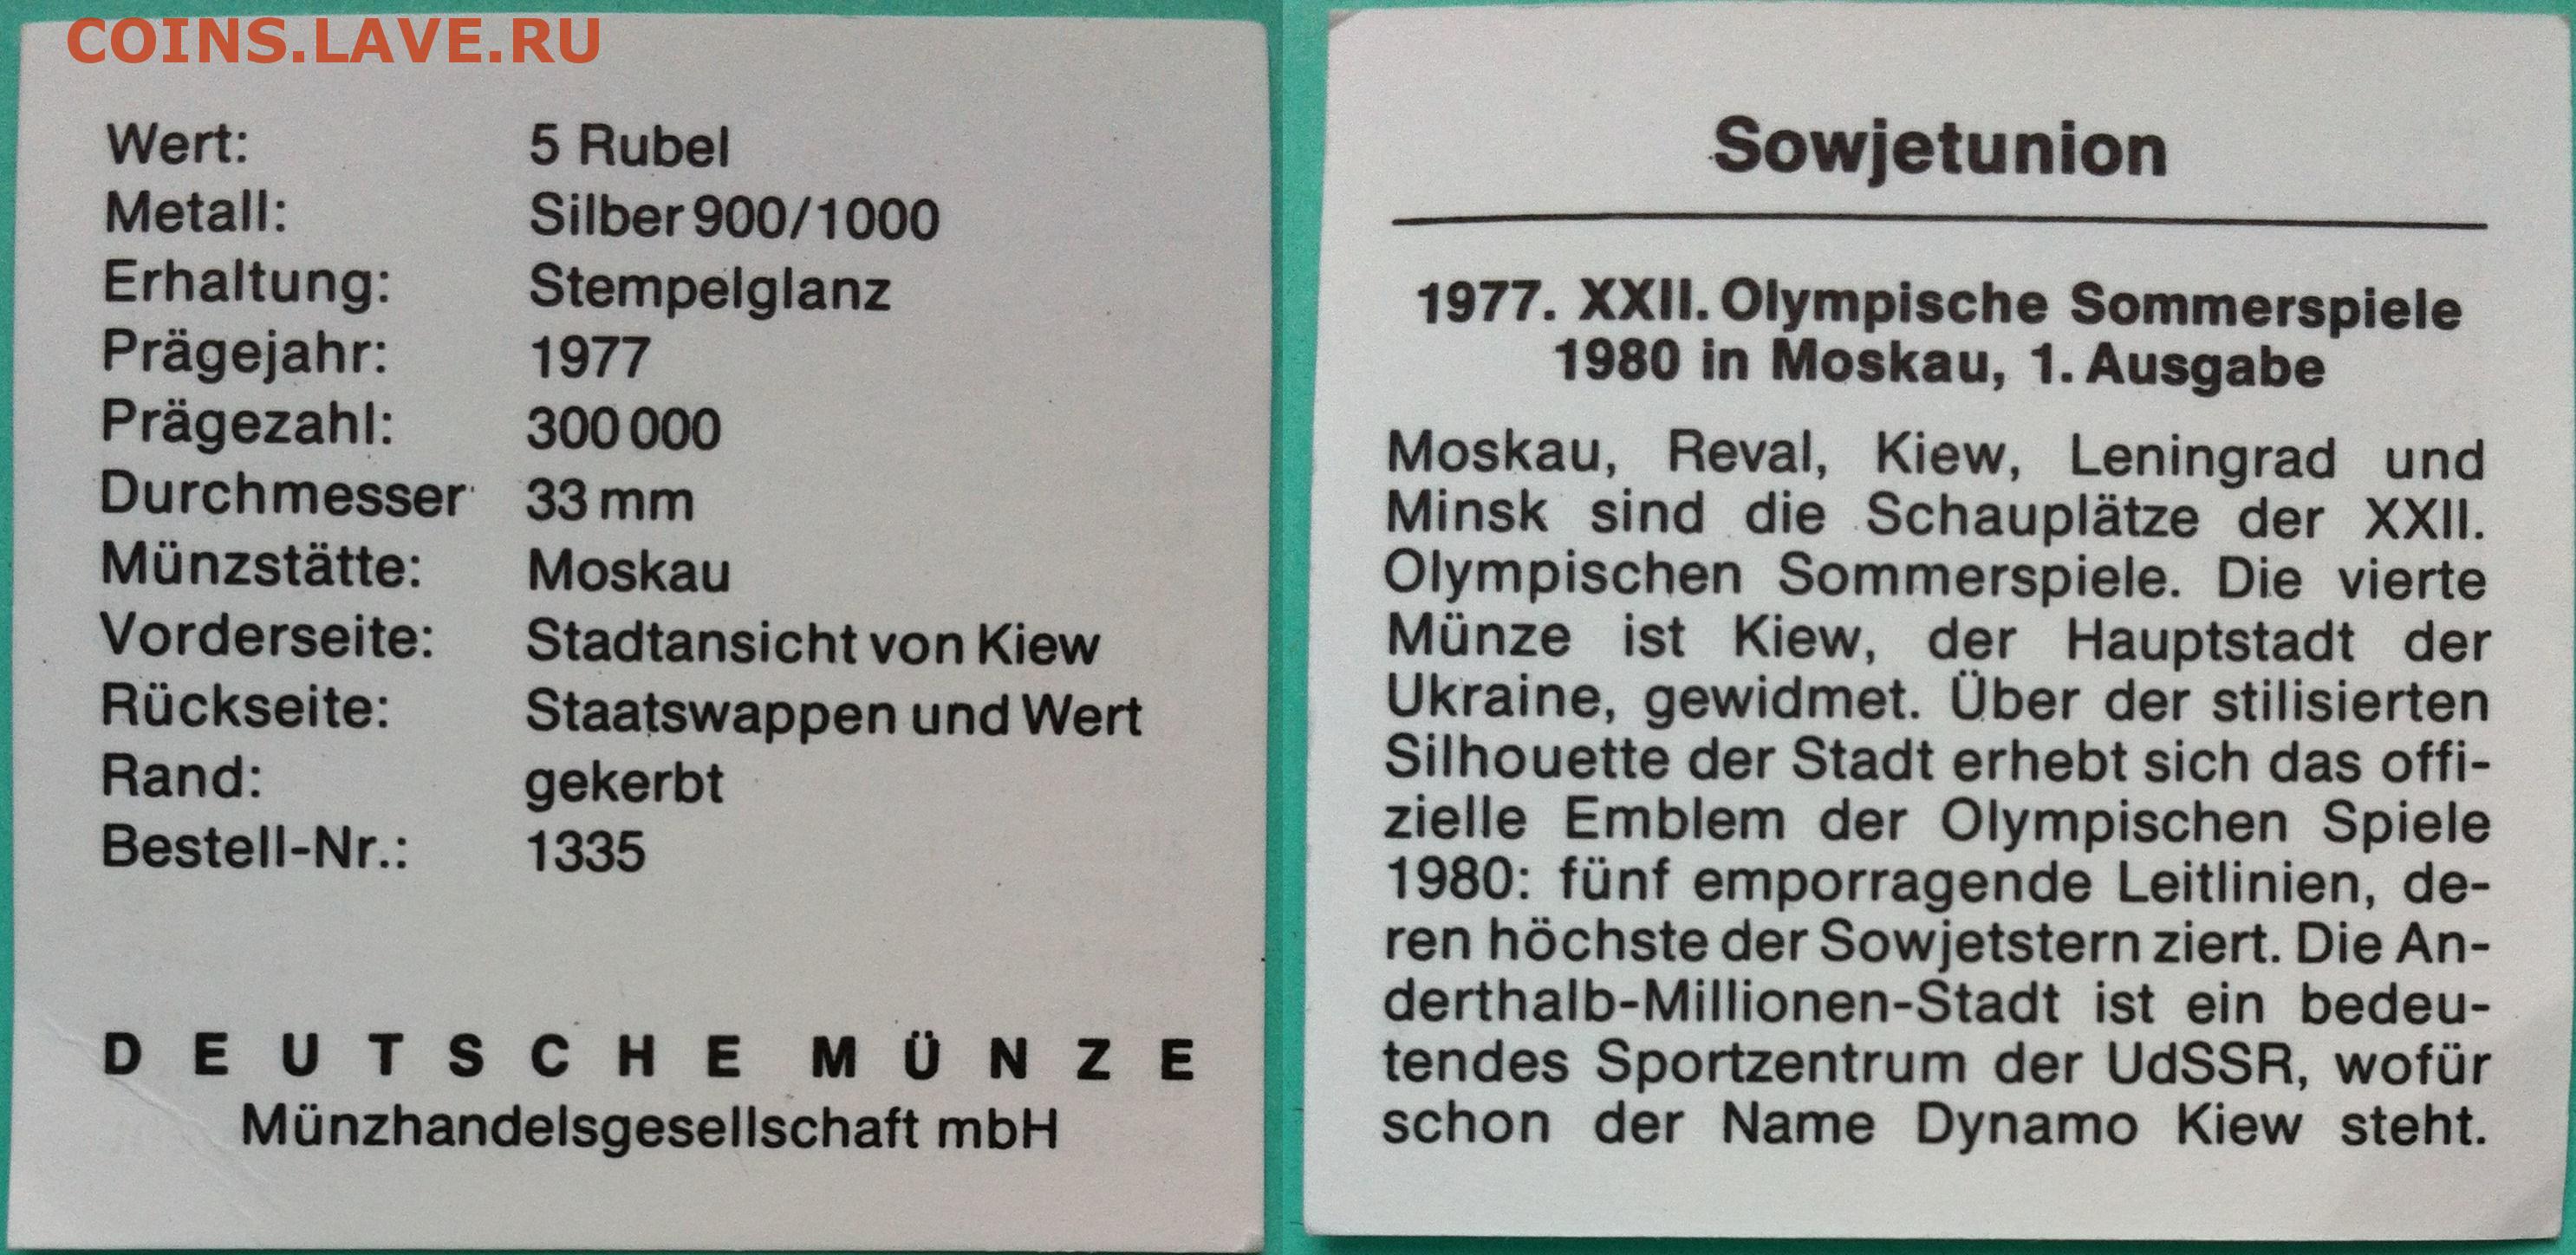 COINS.LAVE.RU
Wert: 5 Rubel
Metall: Silber 900/1000
Erhaltung: Stempelglanz
Prägejahr: 1977
Prägezahl: 300 000
Durchmesser 33 mm
Münzstätte: Moskau
Vorderseite: Stadtansicht von Kiew
Rückseite: Staatswappen und Wert
Rand: gekerbt
Bestell-Nr.: 1335
DEUTSCHE MÜNZE
Münzhandelsgesellschaft mbH
Sowjetunion
1977. XXII. Olympische Sommerspiele
1980 in Moskau, 1. Ausgabe
Moskau, Reval, Kiew, Leningrad und
Minsk sind die Schauplätze der XXII.
Olympischen Sommerspiele. Die vierte
Münze ist Kiew, der Hauptstadt der
Ukraine, gewidmet. Über der stilisierten
Silhouette der Stadt erhebt sich das offi-
zielle Emblem der Olympischen Spiele
1980: fünf emporragende Leitlinien, de-
ren höchste der Sowjetstern ziert. Die An-
derthalb-Millionen-Stadt ist ein bedeu-
tendes Sportzentrum der UdSSR, wofür
schon der Name Dynamo Kiew steht.